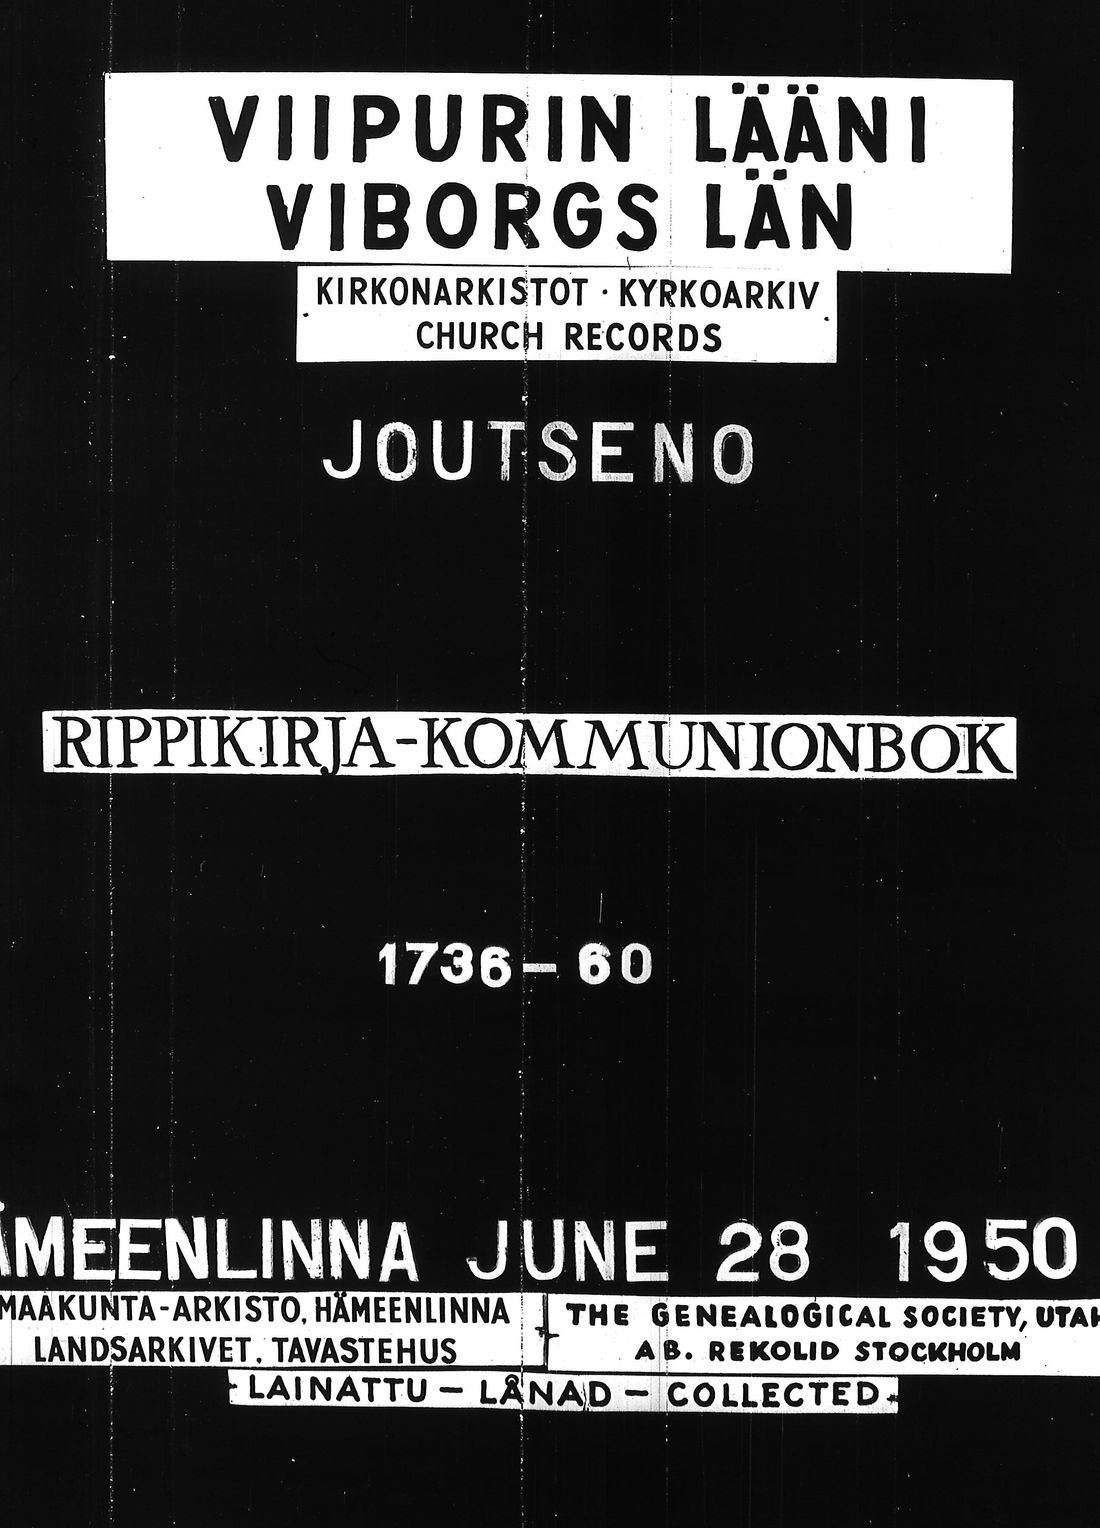 VIIPURIN LÄÄNI
VIBORGS LÄN
KIRKONARKISTOT · KYRKOARKIV
CHURCH RECORDS
JOUTSENO
RIPPIKIRJA-KOMMUNIONBOK
1736 – 60
ÄMEENLINNA JUNE 28 1950
MAAKUNTA-ARKISTO, HÄMEENLINNA
LANDSARKIVET, TAVASTEHUS
THE GENEALOGICAL SOCIETY, UTAH
AB. REKOLID STOCKHOLM
LAINATTU – LÅNAD – COLLECTED